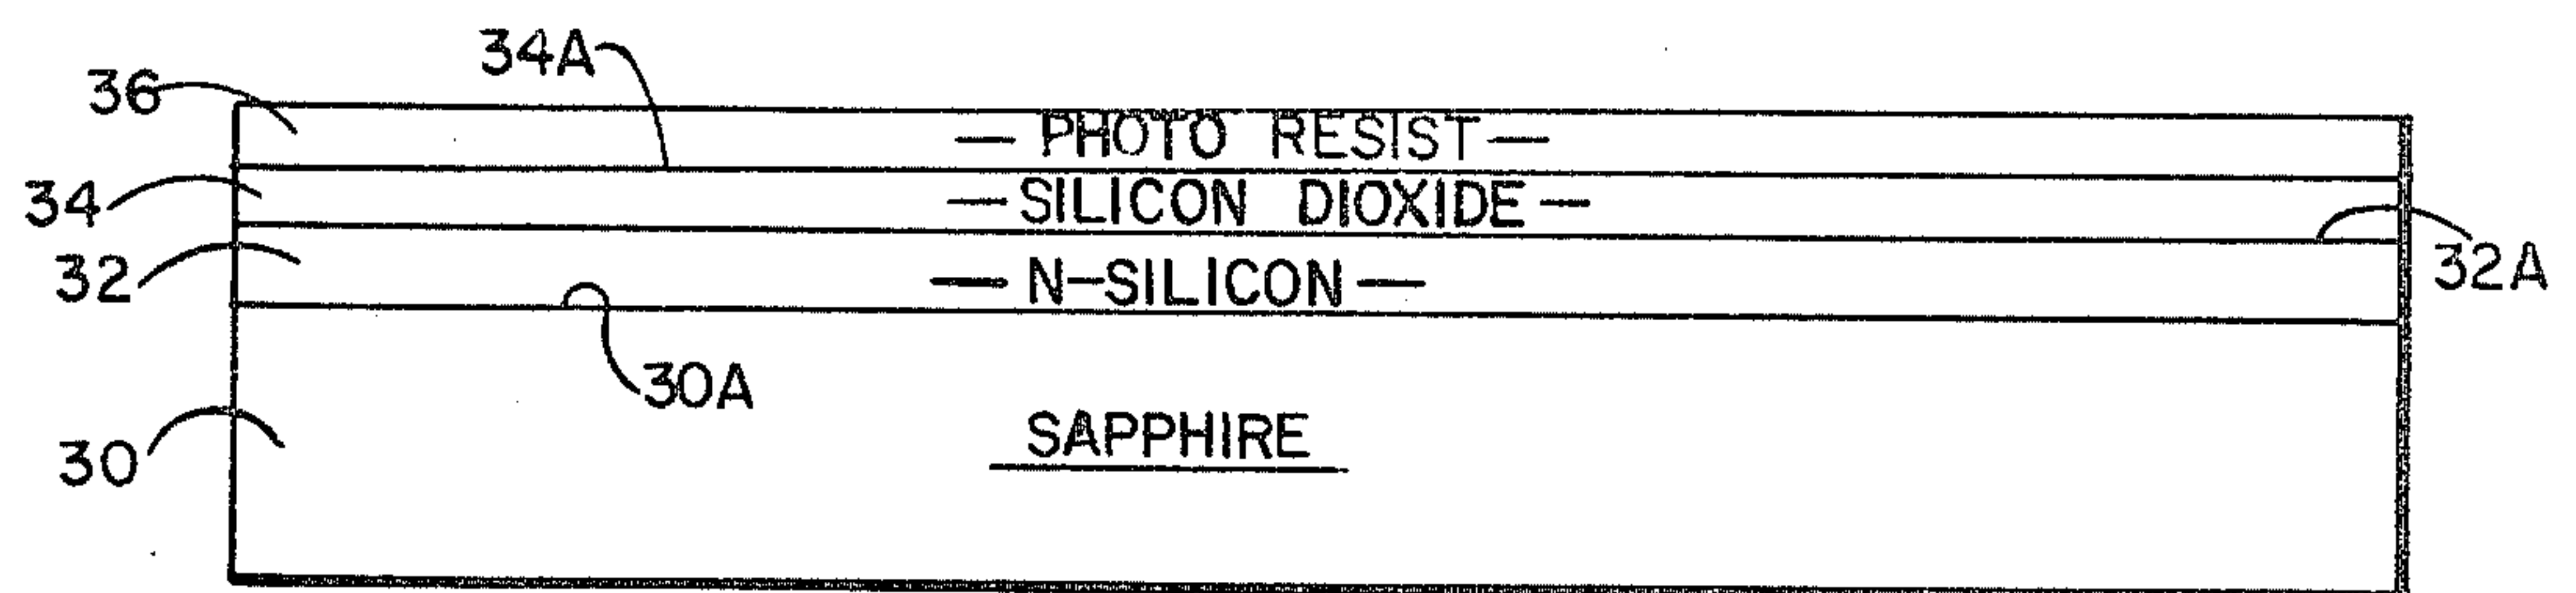 34A
36
— PHOTO RESIST —
34
— SILICON DIOXIDE —
32
— N-SILICON —
32A
30A
30
SAPPHIRE